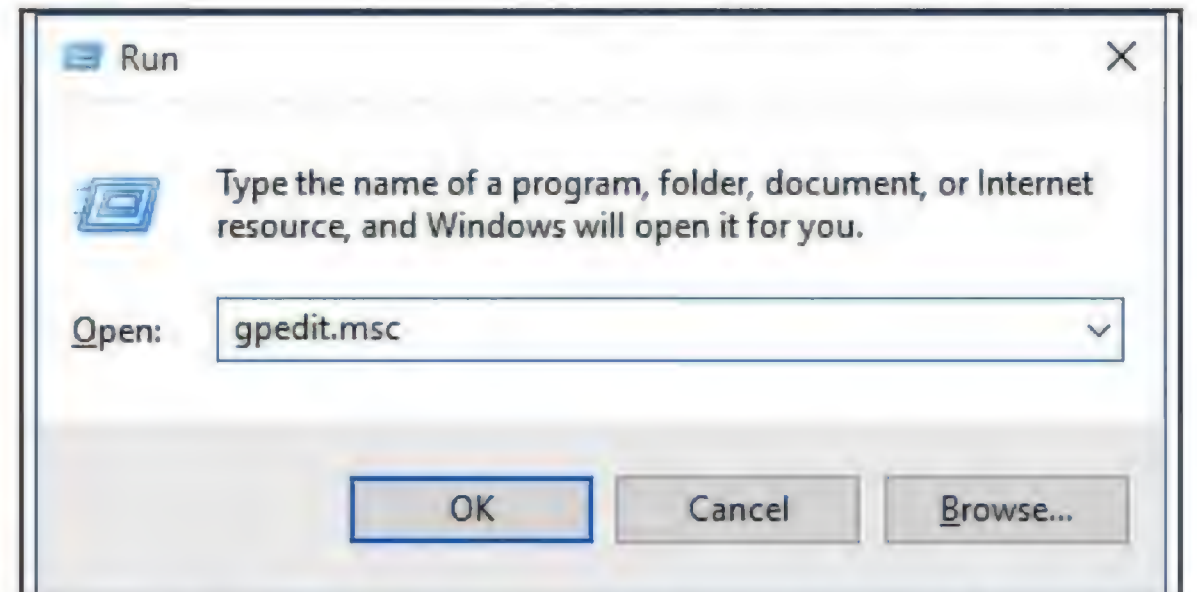 Run
Type the name of a program, folder, document, or Internet
resource, and Windows will open it for you.
Open: gpedit.msc
OK Cancel Browse...